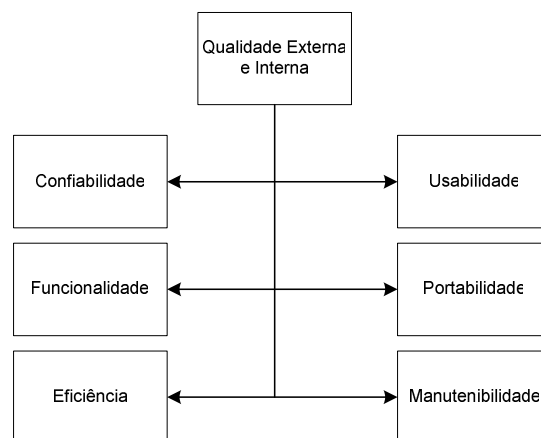 Qualidade Externa
e Interna
Confiabilidade
Usabilidade
Funcionalidade
Portabilidade
Eficiência
Manutenibilidade